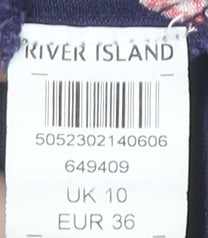 RIVER ISLAND
5052302140606
649409
UK 10
EUR 36